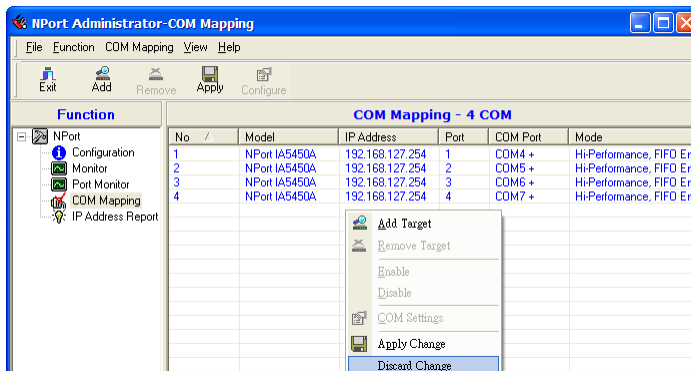 NPort Administrator-COM Mapping
File Function COM Mapping View Help
Exit Add Remove Apply Configure
Function
COM Mapping - 4 COM
NPort
Configuration
Monitor
Port Monitor
COM Mapping
IP Address Report
No Model IP Address Port COM Port Mode
1 NPort IA5450A 192.168.127.254 1 COM4 + Hi-Performance, FIFO Er
2 NPort IA5450A 192.168.127.254 2 COM5 + Hi-Performance, FIFO Er
3 NPort IA5450A 192.168.127.254 3 COM6 + Hi-Performance, FIFO Er
4 NPort IA5450A 192.168.127.254 4 COM7 + Hi-Performance, FIFO Er
Add Target
Remove Target
Enable
Disable
COM Settings
Apply Change
Discard Change